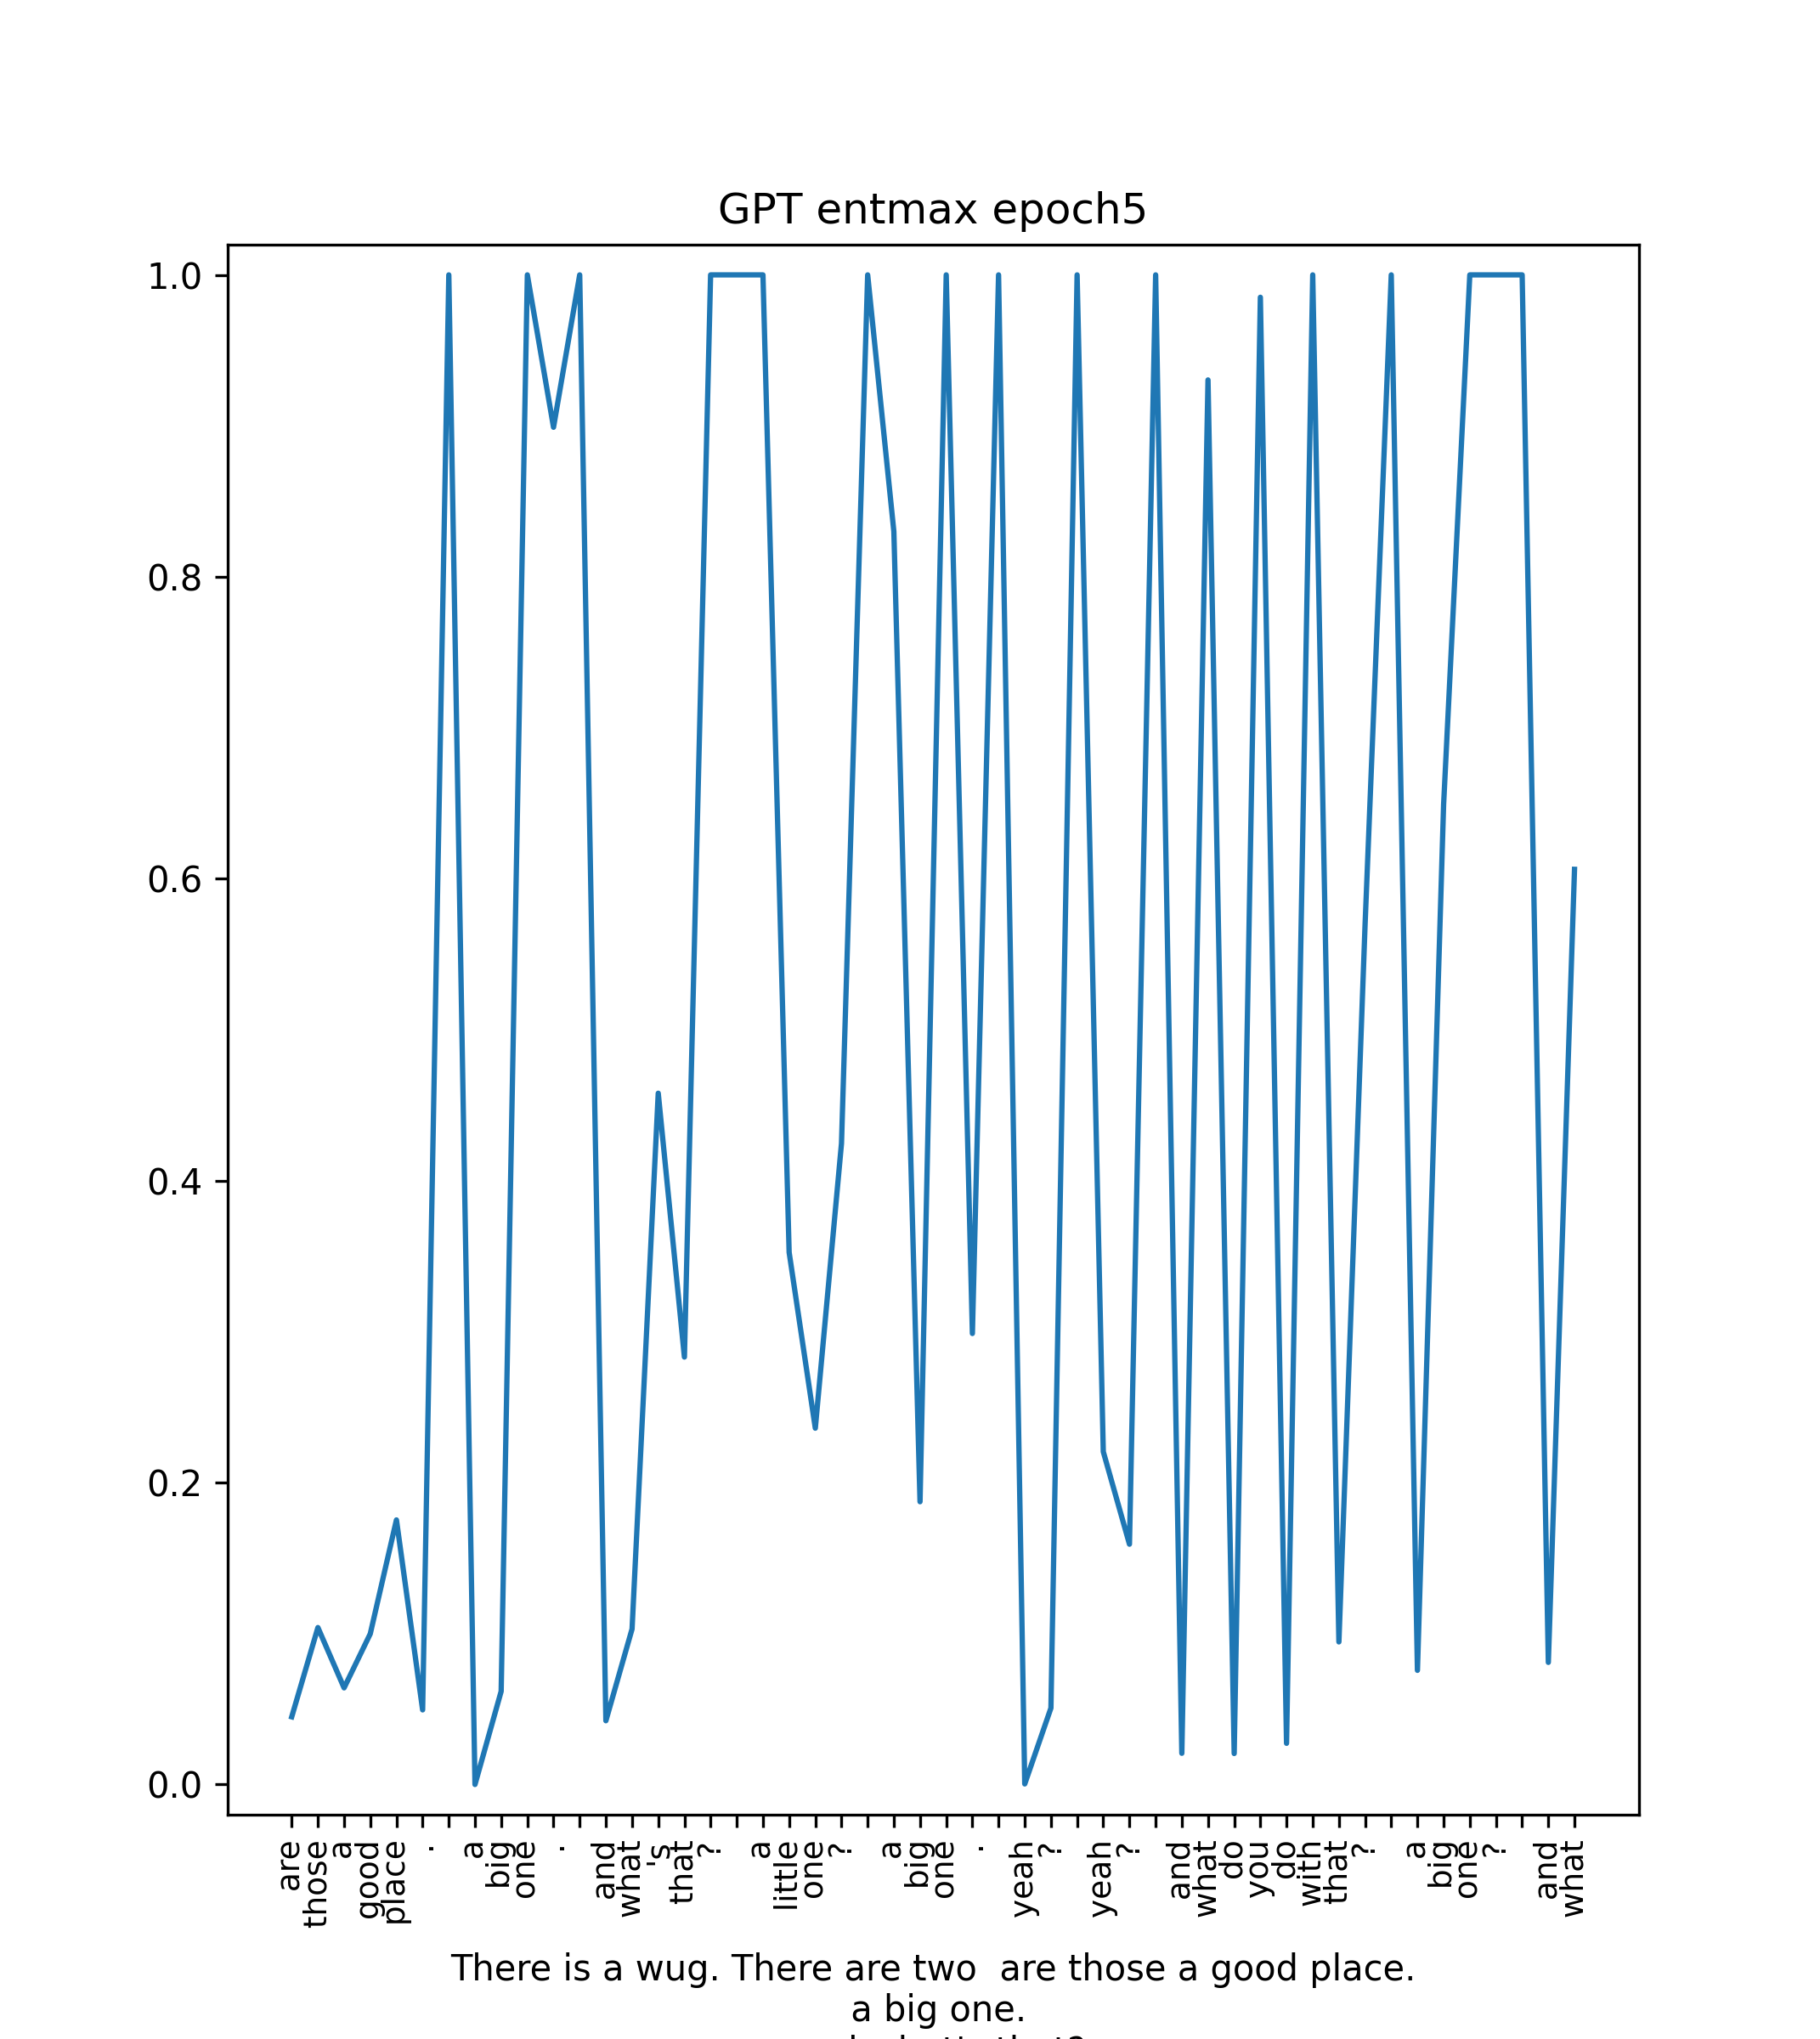 GPT entmax epoch5
1.0
0.8
0.6
0.4
0.2
0.0
are
those
a
good
place
.
a
big
one
.
and
what
's
that
?
a
little
one
?
a
big
one
.
yeah
?
yeah
?
and
what
do
you
do
with
that
?
a
big
one
?
and
what
There is a wug. There are two  are those a good place.
a big one.